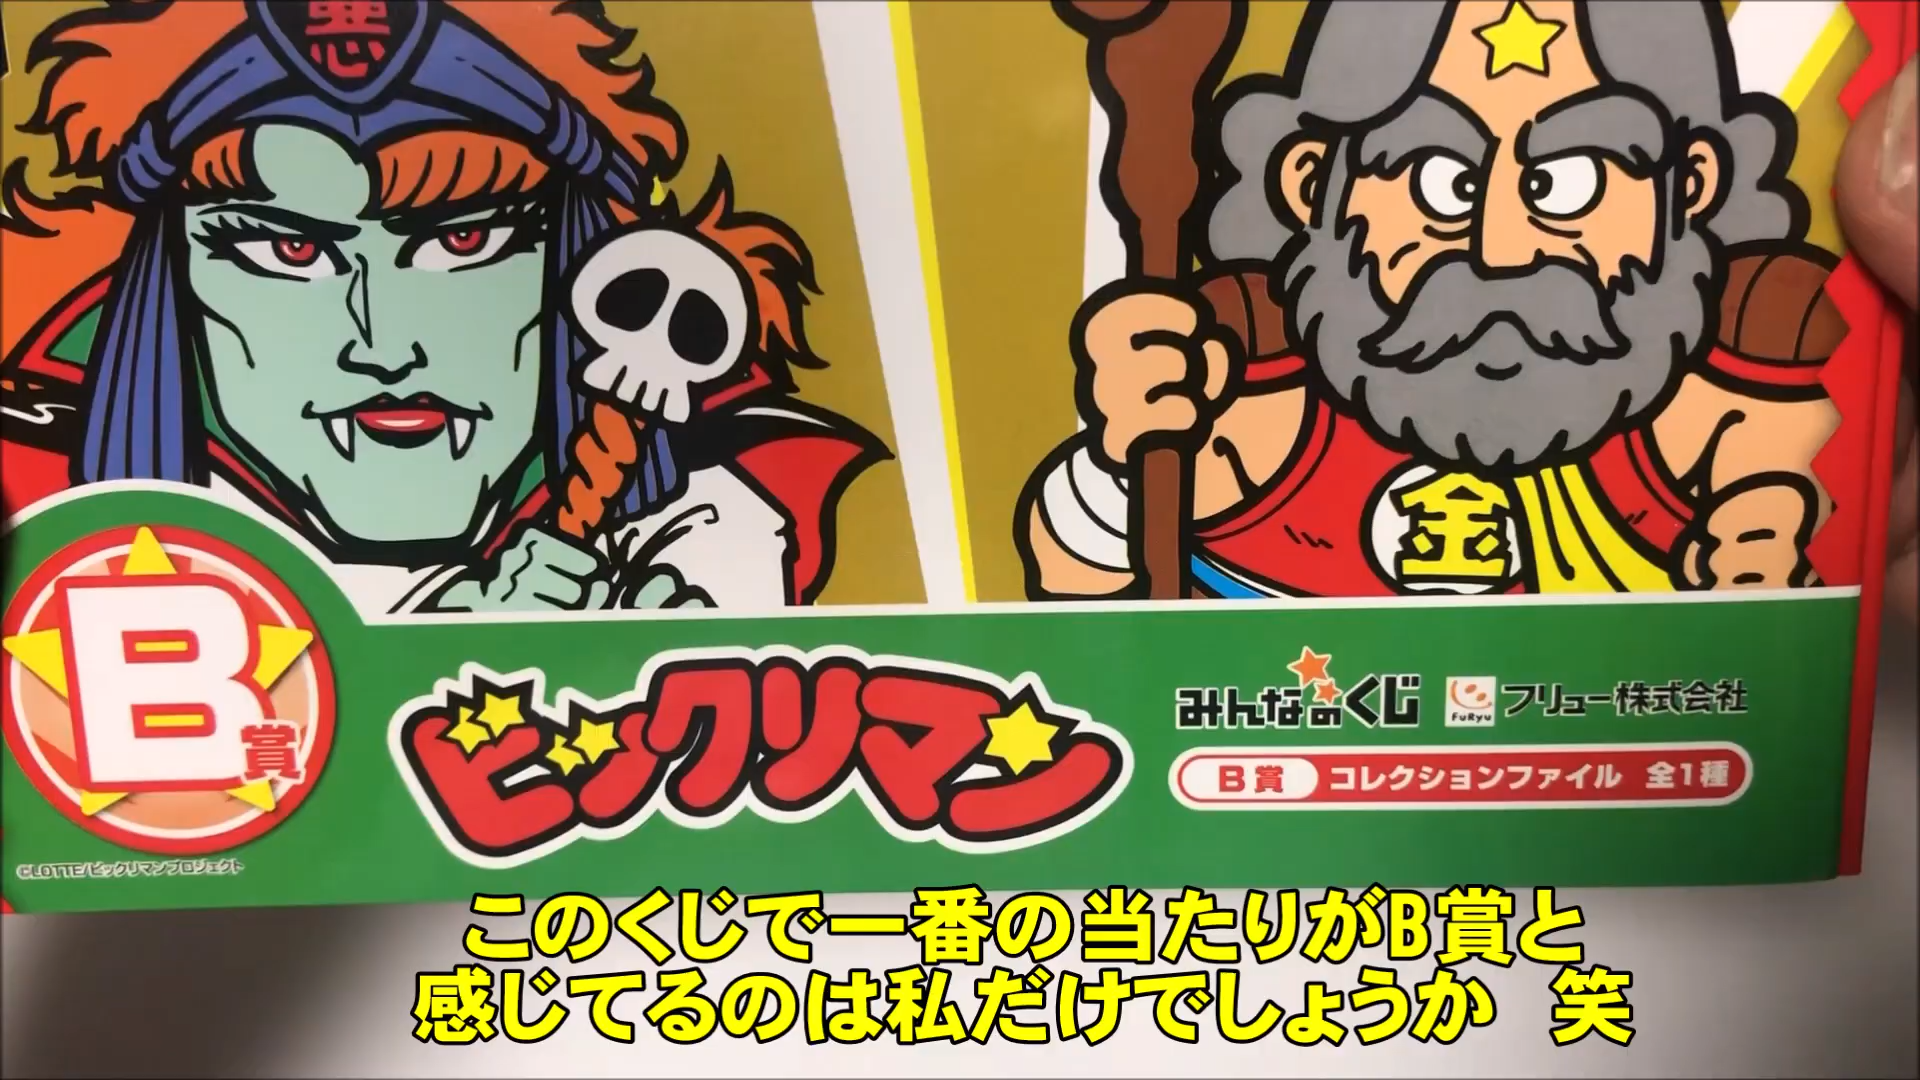 悪
金
B賞
ビックリマン
みんなのくじ FuRyu フリュー株式会社
B賞 コレクションファイル 全1種
©LOTTE/ビックリマンプロジェクト
このくじで一番の当たりがB賞と
感じてるのは私だけでしょうか 笑